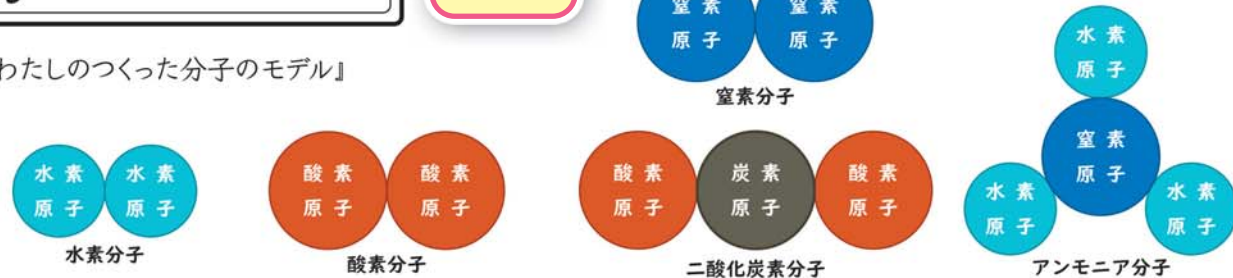 わたしのつくった分子のモデル』
窒素
原子
窒素
原子
窒素分子
水素
原子
水素
原子
水素分子
酸素
原子
酸素
原子
酸素分子
酸素
原子
炭素
原子
酸素
原子
二酸化炭素分子
水素
原子
窒素
原子
水素
原子
水素
原子
アンモニア分子